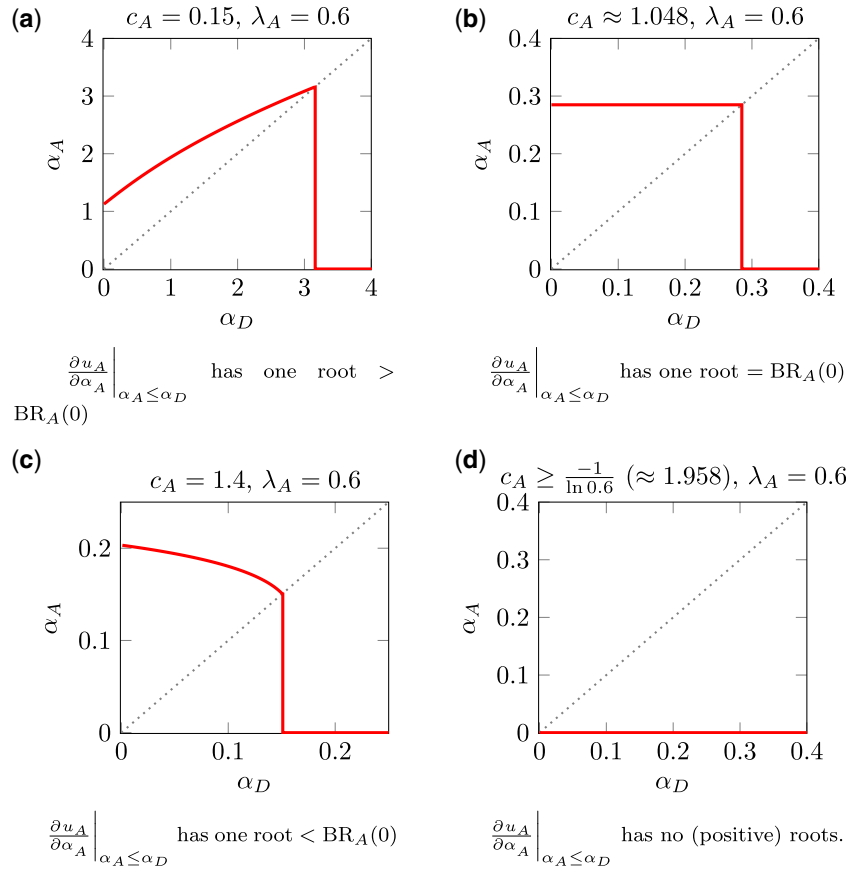 (a)
c_A = 0.15, λ_A = 0.6
4
3
2
1
0
α_A
0 1 2 3 4
α_D
∂u_A/∂α_A |α_A≤α_D has one root >
BR_A(0)
(b)
c_A ≈ 1.048, λ_A = 0.6
0.4
0.3
0.2
0.1
0
α_A
0 0.1 0.2 0.3 0.4
α_D
∂u_A/∂α_A |α_A≤α_D has one root = BR_A(0)
(c)
c_A = 1.4, λ_A = 0.6
0.2
0.1
0
α_A
0 0.1 0.2
α_D
∂u_A/∂α_A |α_A≤α_D has one root < BR_A(0)
(d)
c_A ≥ -1/ln 0.6 (≈ 1.958), λ_A = 0.6
0.4
0.3
0.2
0.1
0
α_A
0 0.1 0.2 0.3 0.4
α_D
∂u_A/∂α_A |α_A≤α_D has no (positive) roots.